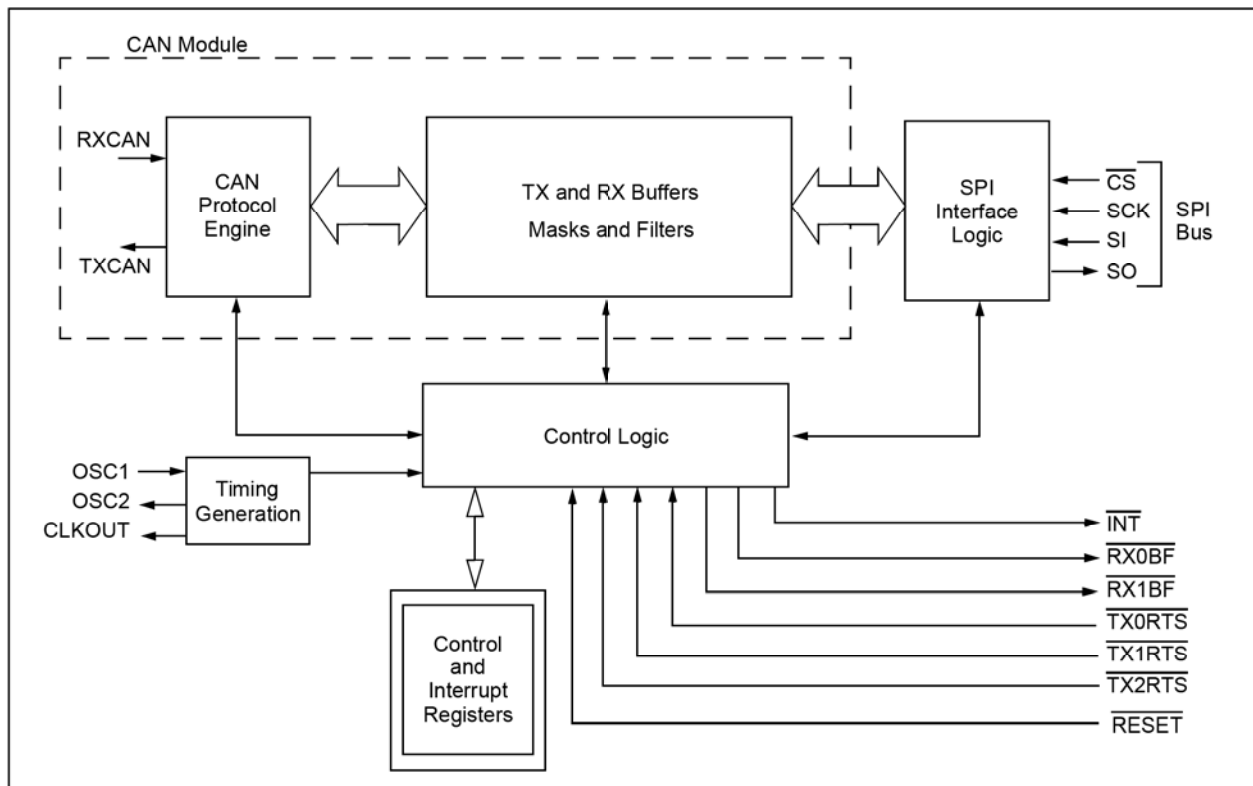 CAN Module
RXCAN
TXCAN
CAN
Protocol
Engine
TX and RX Buffers
Masks and Filters
SPI
Interface
Logic
CS
SCK
SI
SO
SPI
Bus
Control Logic
OSC1
OSC2
CLKOUT
Timing
Generation
Control
and
Interrupt
Registers
INT
RX0BF
RX1BF
TX0RTS
TX1RTS
TX2RTS
RESET